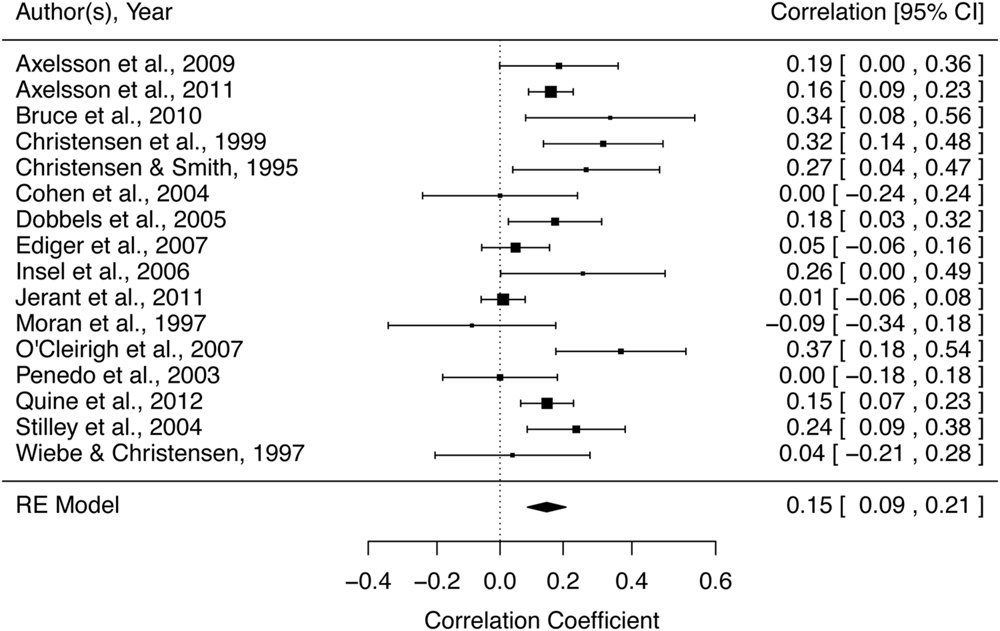 Author(s), Year Correlation [95% CI]
Axelsson et al., 2009 0.19 [ 0.00 , 0.36 ]
Axelsson et al., 2011 0.16 [ 0.09 , 0.23 ]
Bruce et al., 2010 0.34 [ 0.08 , 0.56 ]
Christensen et al., 1999 0.32 [ 0.14 , 0.48 ]
Christensen & Smith, 1995 0.27 [ 0.04 , 0.47 ]
Cohen et al., 2004 0.00 [ −0.24 , 0.24 ]
Dobbels et al., 2005 0.18 [ 0.03 , 0.32 ]
Ediger et al., 2007 0.05 [ −0.06 , 0.16 ]
Insel et al., 2006 0.26 [ 0.00 , 0.49 ]
Jerant et al., 2011 0.01 [ −0.06 , 0.08 ]
Moran et al., 1997 −0.09 [ −0.34 , 0.18 ]
O'Cleirigh et al., 2007 0.37 [ 0.18 , 0.54 ]
Penedo et al., 2003 0.00 [ −0.18 , 0.18 ]
Quine et al., 2012 0.15 [ 0.07 , 0.23 ]
Stilley et al., 2004 0.24 [ 0.09 , 0.38 ]
Wiebe & Christensen, 1997 0.04 [ −0.21 , 0.28 ]
RE Model 0.15 [ 0.09 , 0.21 ]
−0.4 −0.2 0.0 0.2 0.4 0.6
Correlation Coefficient